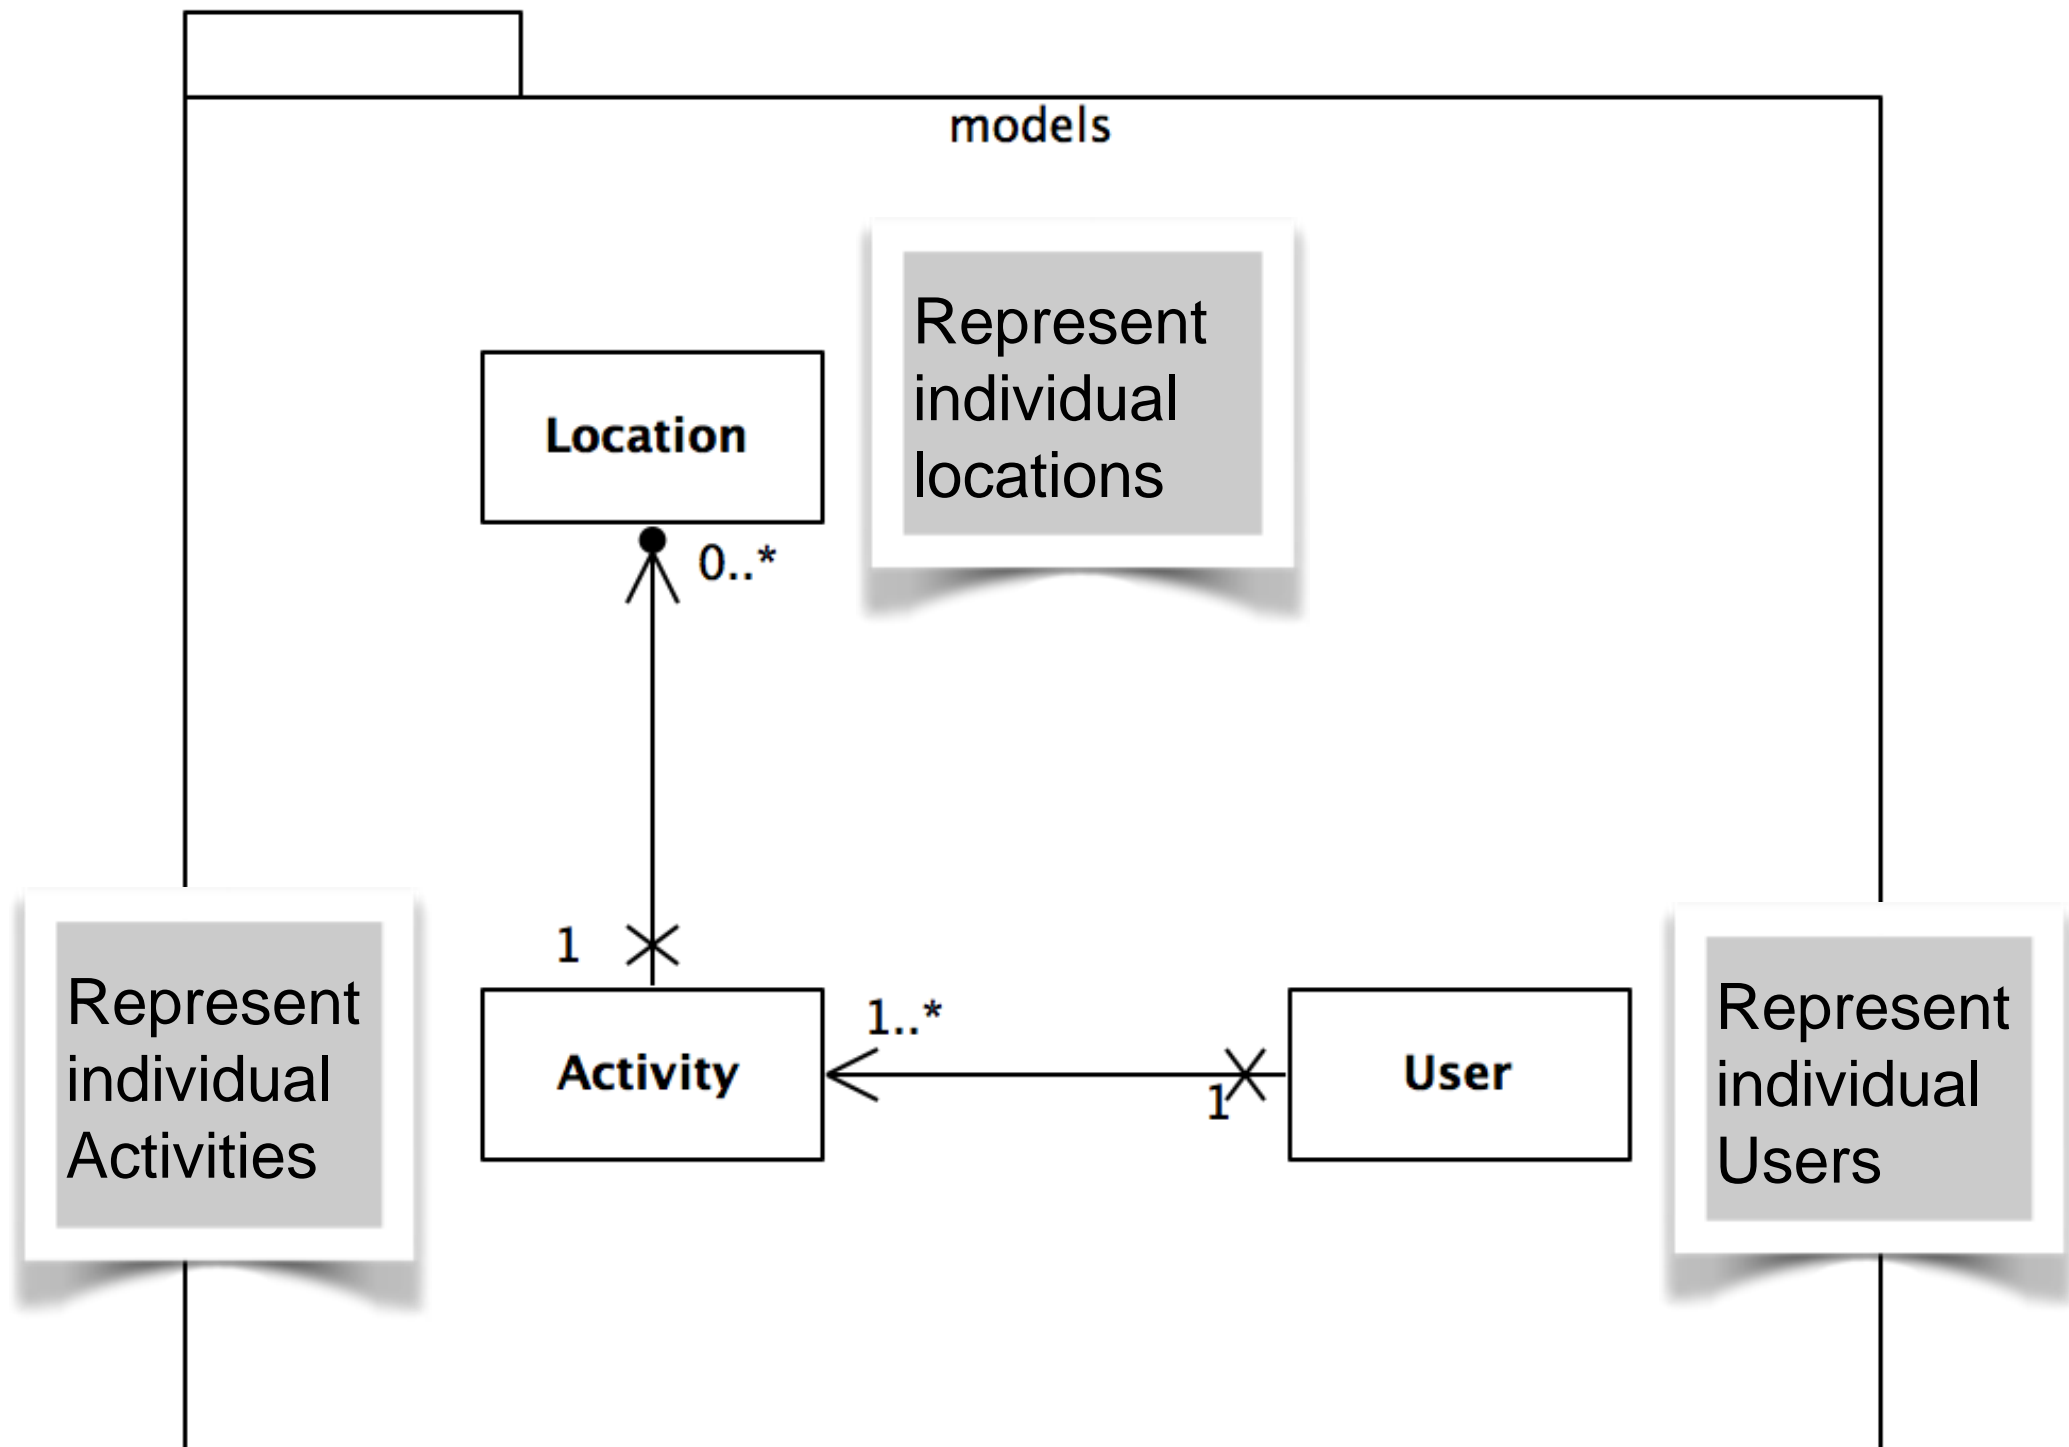 models
Represent
individual
locations
Location
0..*
1
Represent
individual
Activities
Activity
1..*
1
User
Represent
individual
Users